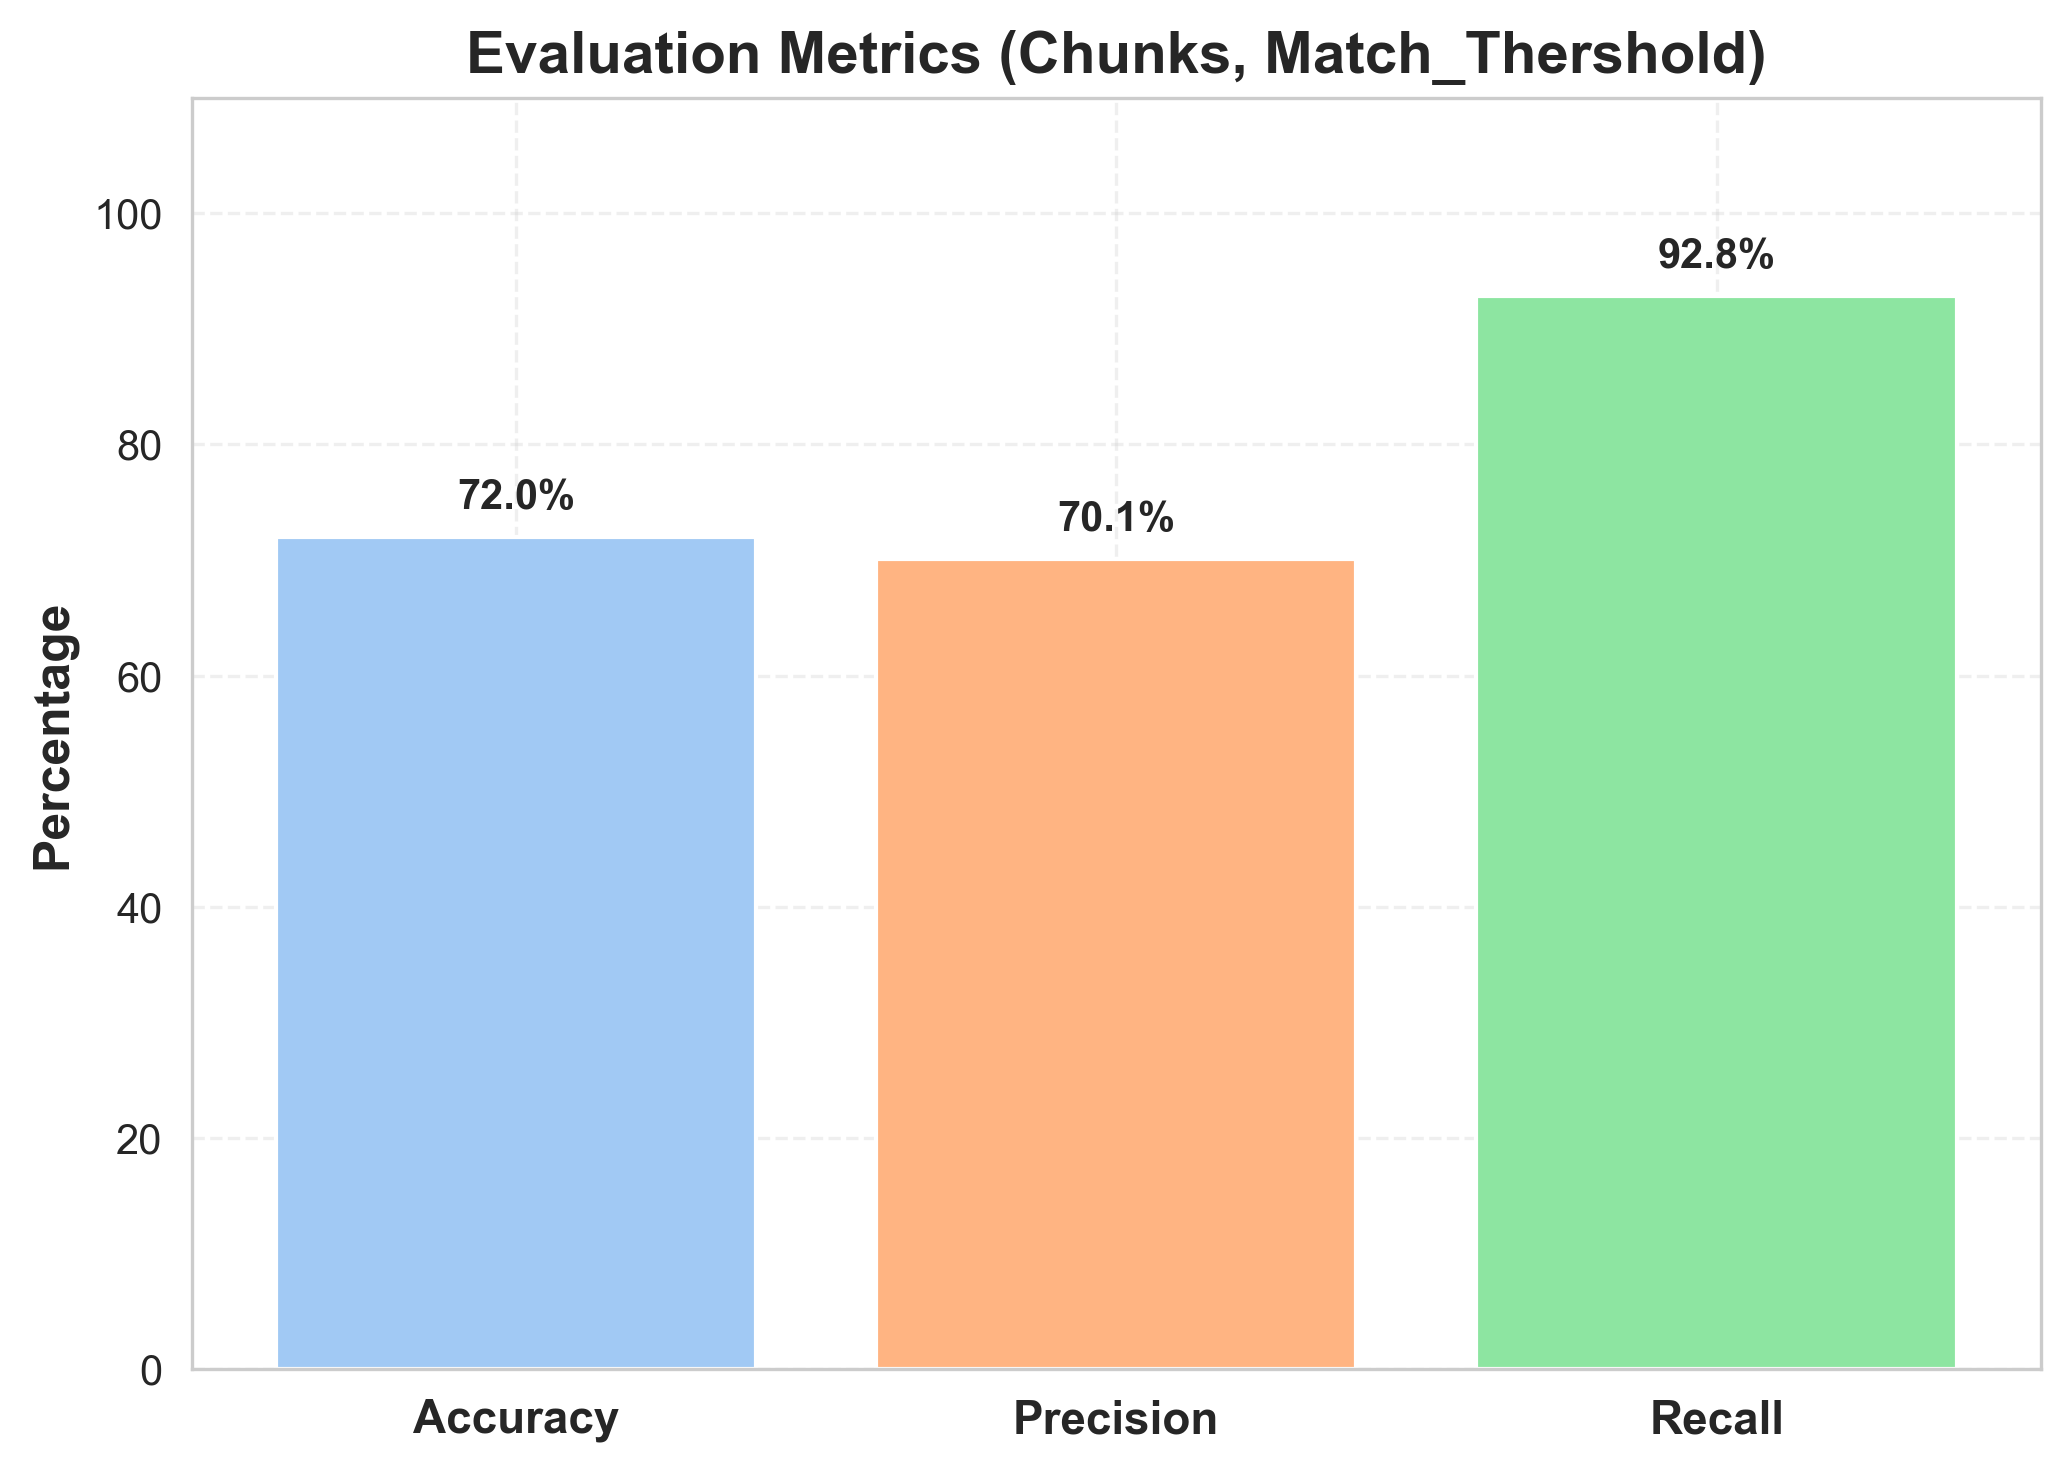 Evaluation Metrics (Chunks, Match_Thershold)
100
80
60
40
20
0
Percentage
72.0%
70.1%
92.8%
Accuracy
Precision
Recall